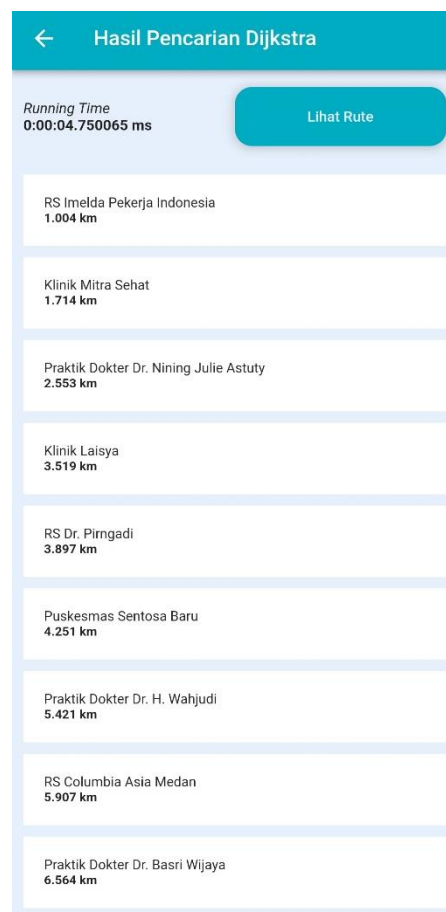 Hasil Pencarian Dijkstra
Running Time
0:00:04.750065 ms
Lihat Rute
RS Imelda Pekerja Indonesia
1.004 km
Klinik Mitra Sehat
1.714 km
Praktik Dokter Dr. Nining Julie Astuty
2.553 km
Klinik Laisya
3.519 km
RS Dr. Pirngadi
3.897 km
Puskesmas Sentosa Baru
4.251 km
Praktik Dokter Dr. H. Wahjudi
5.421 km
RS Columbia Asia Medan
5.907 km
Praktik Dokter Dr. Basri Wijaya
6.564 km